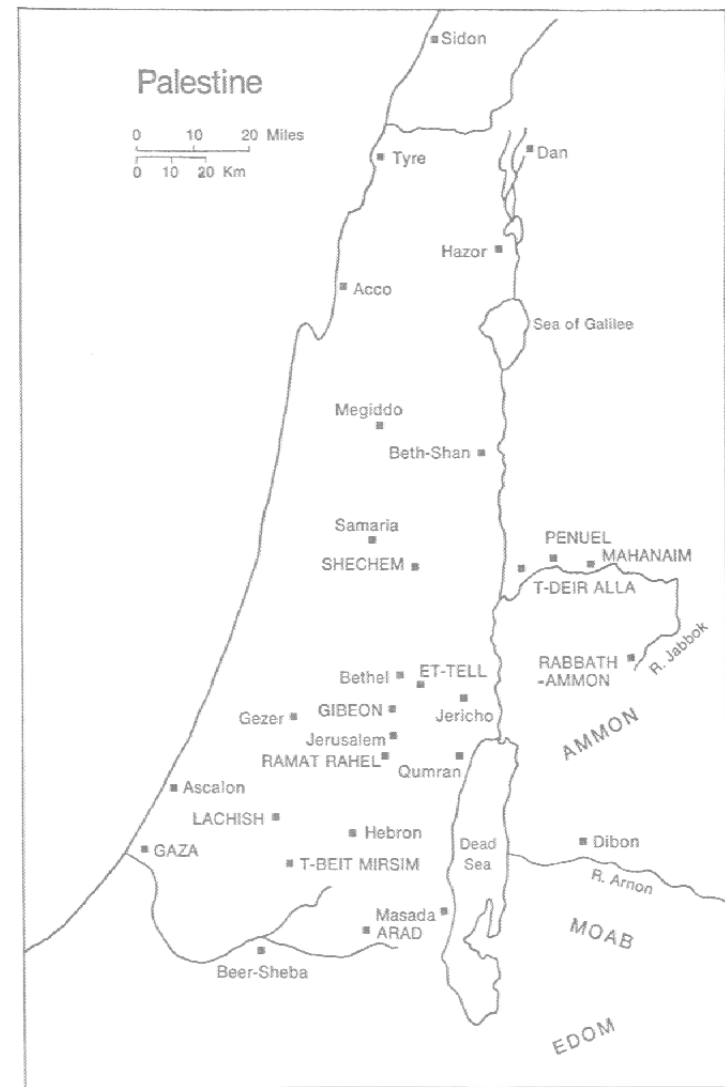 Sidon
Palestine
0 10 20 Miles
0 10 20 Km
Tyre
Dan
Hazor
Acco
Sea of Galilee
Megiddo
Beth-Shan
Samaria
PENUEL
MAHANAIM
SHECHEM
T-DEIR ALLA
R. Jabbok
Bethel
ET-TELL
RABBATH
-AMMON
GIBEON
Jericho
Gezer
AMMON
Jerusalem
RAMAT RAHEL
Qumran
Ascalon
LACHISH
Hebron
Dead
Sea
Dibon
GAZA
T-BEIT MIRSIM
R. Arnon
Masada
ARAD
MOAB
Beer-Sheba
EDOM